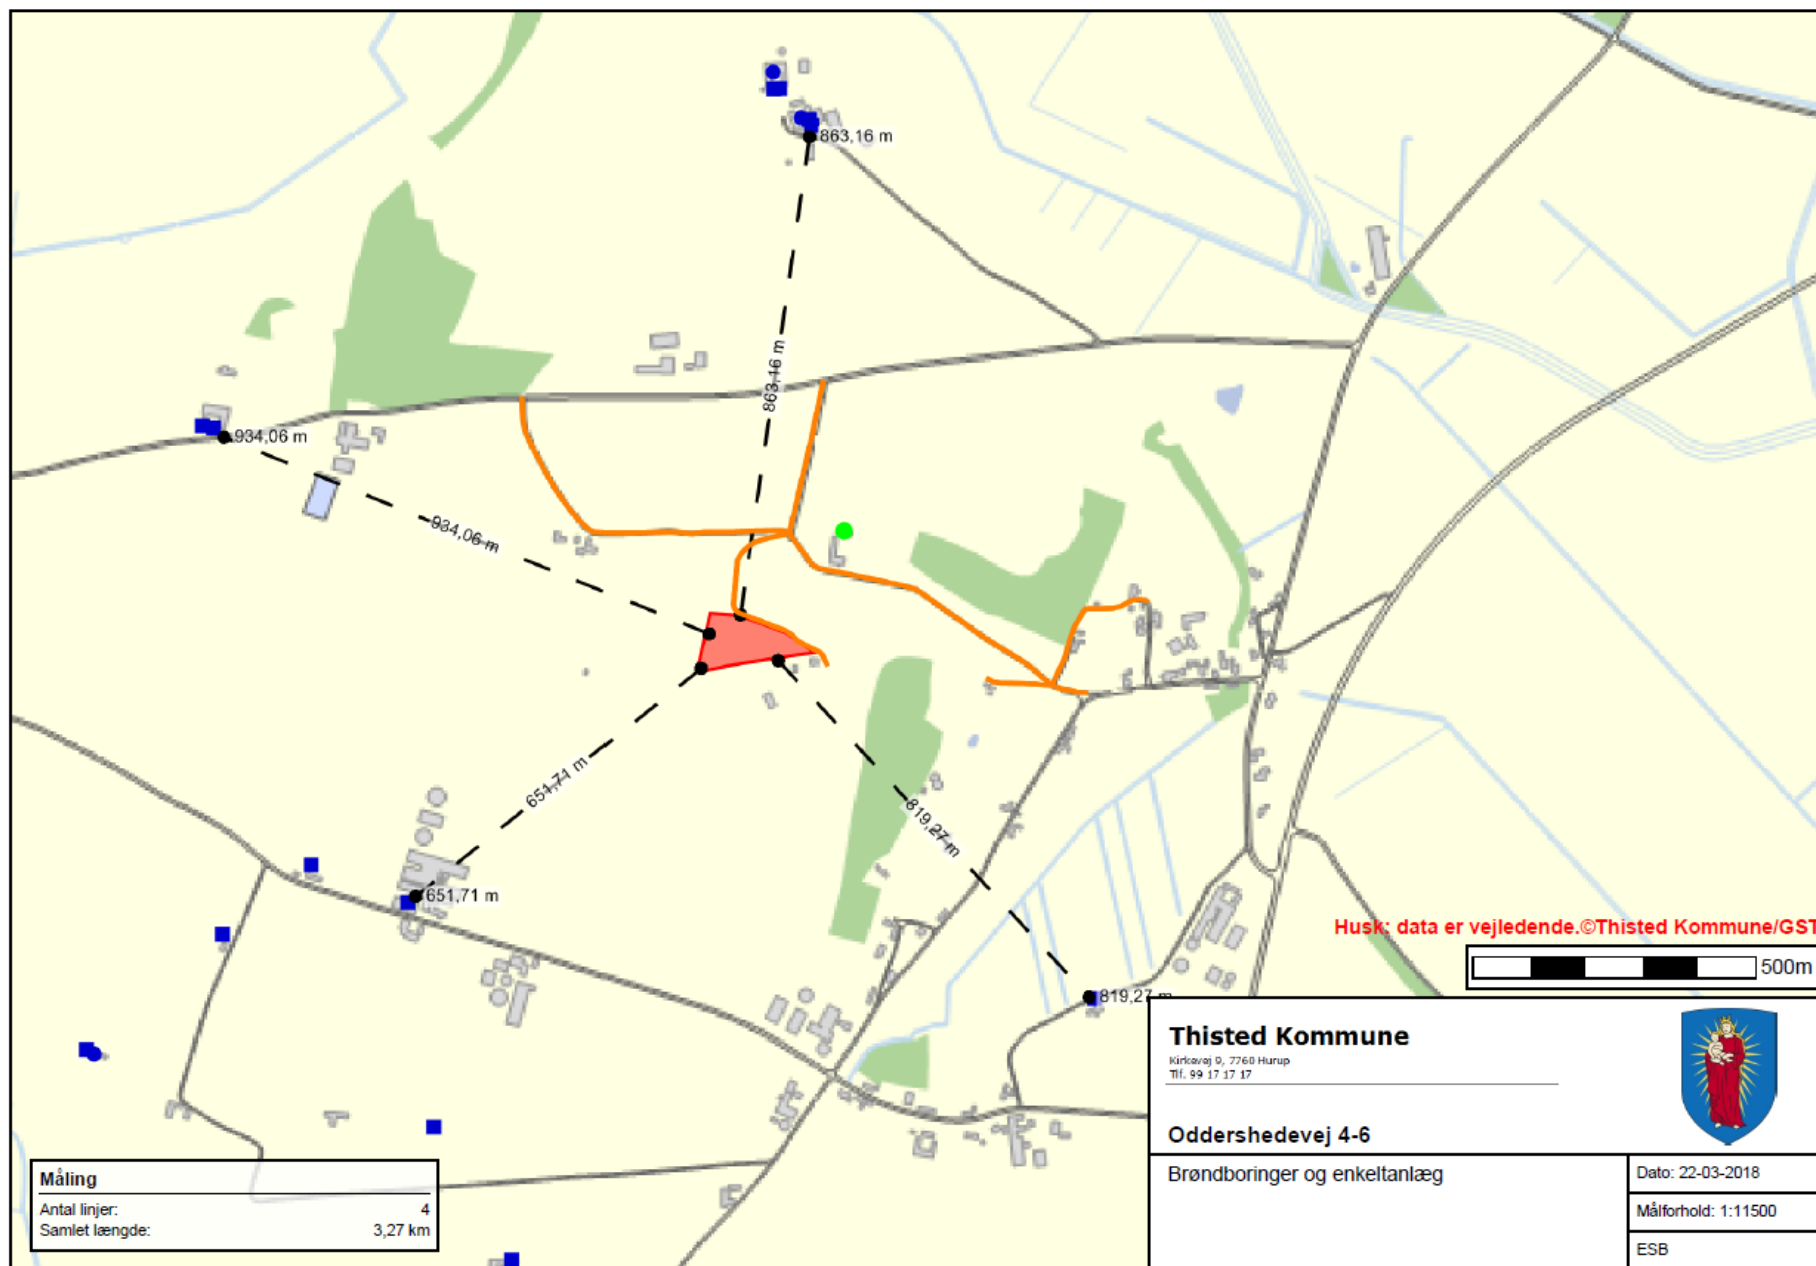 863,16 m
863,16 m
934,06 m
934,06 m
651,71 m
651,71 m
819,27 m
819,27 m
Husk: data er vejledende.©Thisted Kommune/GST
500m
Thisted Kommune
Kirkevej 9, 7760 Hurup
Tlf. 99 17 17 17
Oddershedevej 4-6
Brøndboringer og enkeltanlæg
Dato: 22-03-2018
Målforhold: 1:11500
ESB
Måling
Antal linjer: 4
Samlet længde: 3,27 km